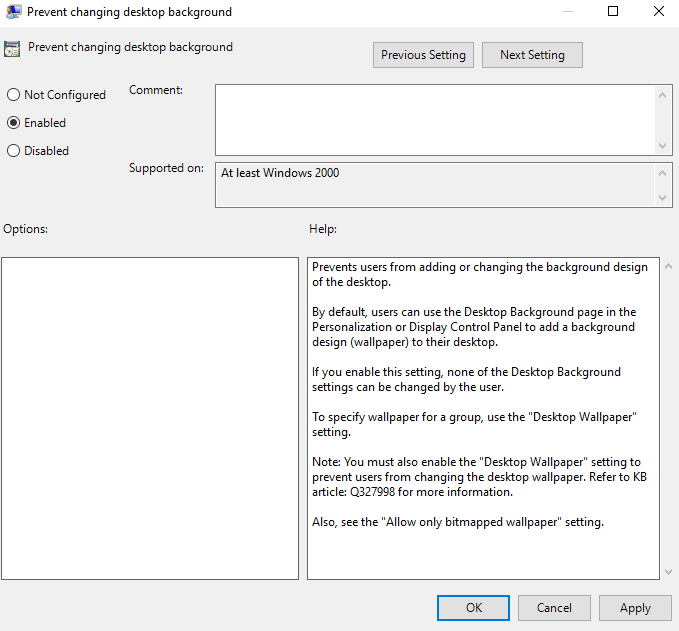 Prevent changing desktop background
Prevent changing desktop background
Previous Setting
Next Setting
Not Configured
Comment:
Enabled
Disabled
Supported on:
At least Windows 2000
Options:
Help:
Prevents users from adding or changing the background design
of the desktop.
By default, users can use the Desktop Background page in the
Personalization or Display Control Panel to add a background
design (wallpaper) to their desktop.
If you enable this setting, none of the Desktop Background
settings can be changed by the user.
To specify wallpaper for a group, use the "Desktop Wallpaper"
setting.
Note: You must also enable the "Desktop Wallpaper" setting to
prevent users from changing the desktop wallpaper. Refer to KB
article: Q327998 for more information.
Also, see the "Allow only bitmapped wallpaper" setting.
OK
Cancel
Apply